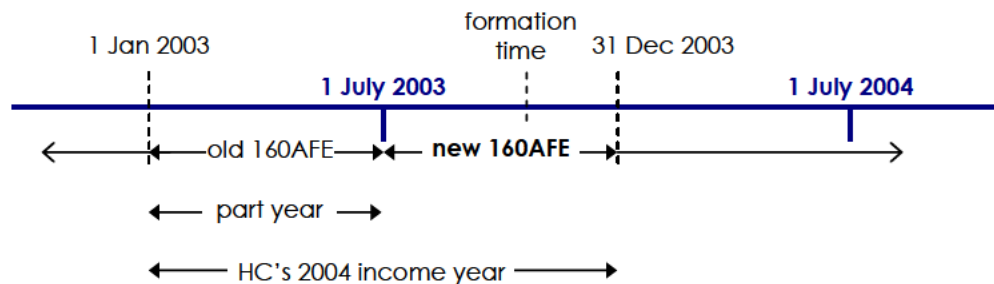 formation
time
1 Jan 2003
31 Dec 2003
1 July 2003
1 July 2004
old 160AFE
new 160AFE
part year
HC's 2004 income year